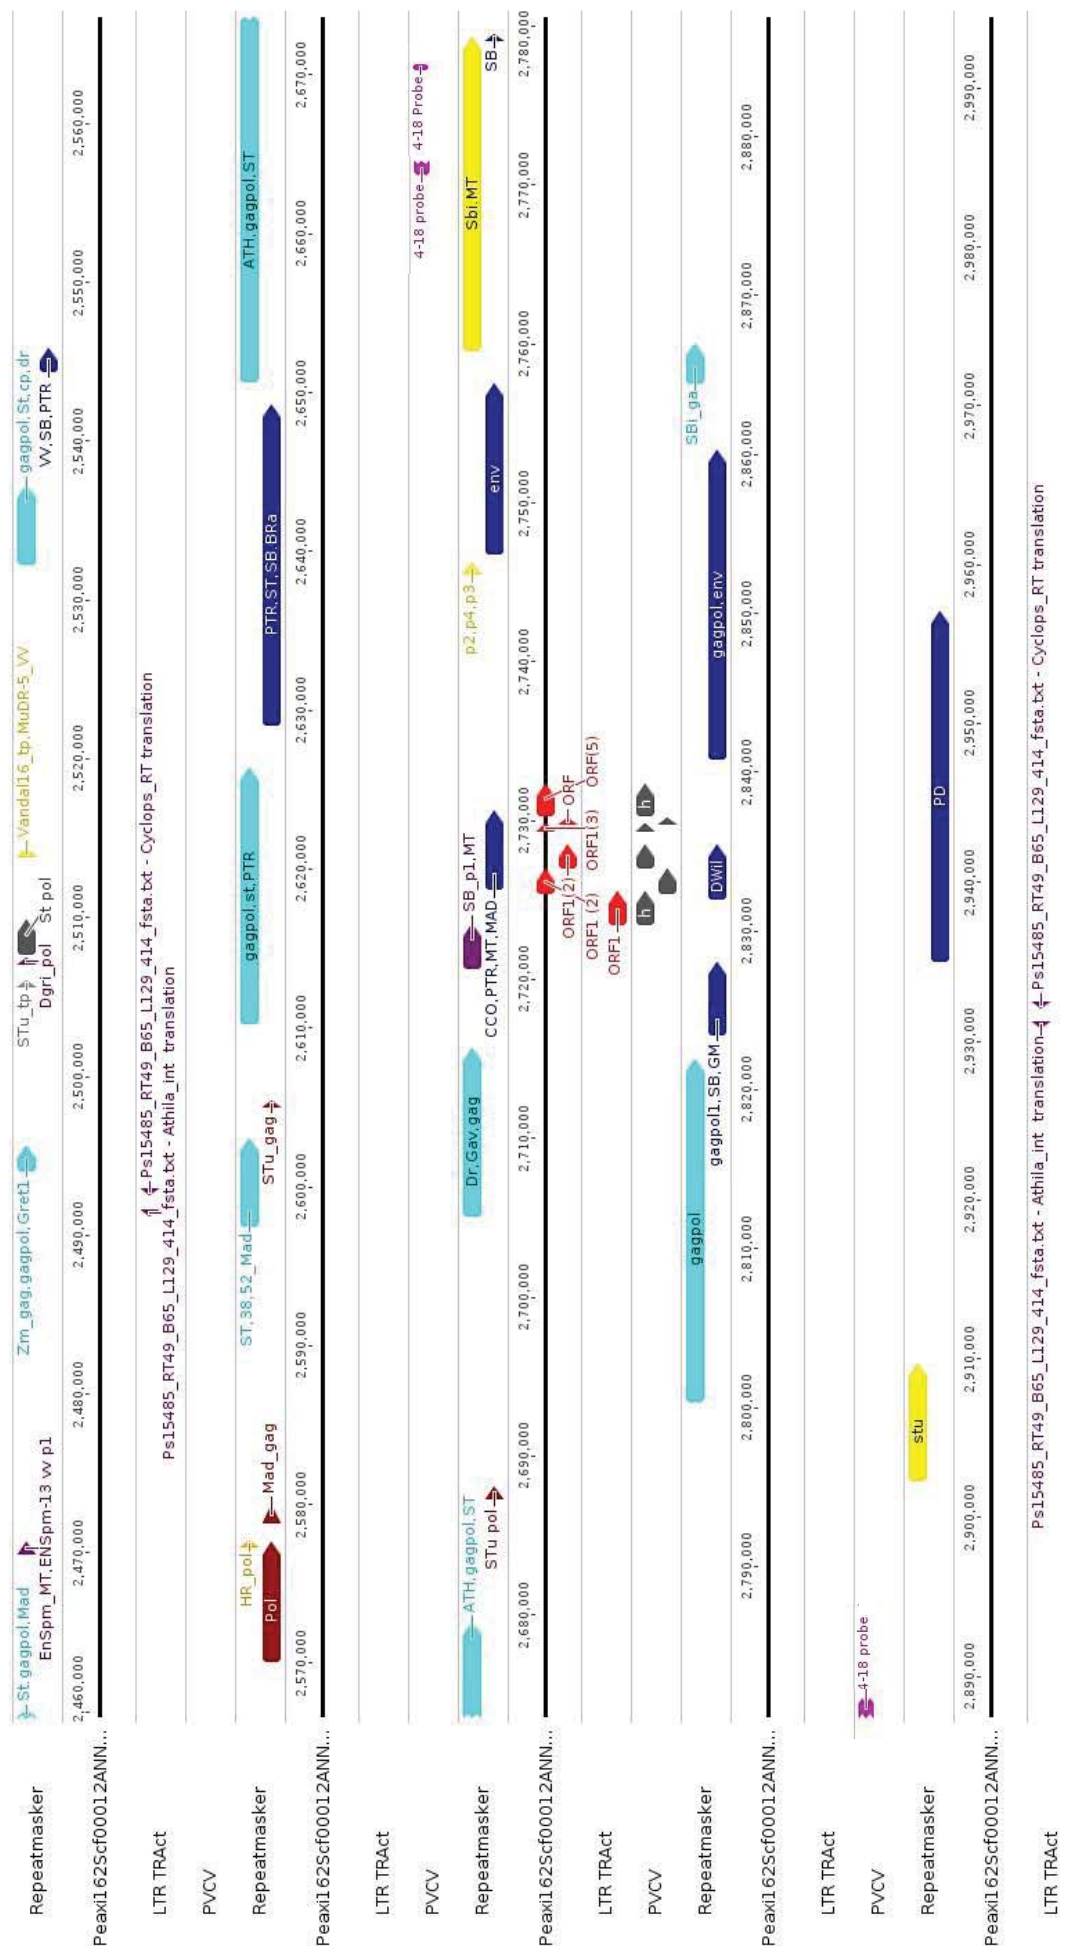 Repeatmasker
St.gagpol,Mad
EnSpm_MT,ENSpm-13 vv p1
Zm_gag,gagpol,Gret1
STu_tp
Dgri_pol
St pol
Vandal16_tp,MuDR-5_VV
gagpol,St,cp,dr
VV,SB,PTR
2,460,000
2,470,000
2,480,000
2,490,000
2,500,000
2,510,000
2,520,000
2,530,000
2,540,000
2,550,000
2,560,000
Peaxi162Scf00012ANN...
LTR TRAct
Ps15485_RT49_B65_L129_414_fsta.txt - Cyclops_RT translation
Ps15485_RT49_B65_L129_414_fsta.txt - Athila_int translation
PVCV
Repeatmasker
HR_pol
Pol
Mad_gag
ST,38,52_Mad
STu_gag
gagpol,st,PTR
PTR,ST,SB,BRa
ATH,gagpol,ST
2,570,000
2,580,000
2,590,000
2,600,000
2,610,000
2,620,000
2,630,000
2,640,000
2,650,000
2,660,000
2,670,000
Peaxi162Scf00012ANN...
LTR TRAct
PVCV
4-18 probe
4-18 Probe
Repeatmasker
ATH,gagpol,ST
STu pol
Dr,Gav,gag
CCO,PTR,MT,MAD
SB_p1,MT
p2,p4,p3
env
Sbi,MT
SB
2,680,000
2,690,000
2,700,000
2,710,000
2,720,000
2,730,000
2,740,000
2,750,000
2,760,000
2,770,000
2,780,000
Peaxi162Scf00012ANN...
ORF1(2)
ORF1(3)
ORF
ORF(5)
ORF1 (2)
LTR TRAct
ORF1
PVCV
h
h
Repeatmasker
gagpol
gagpol1,SB,GM
DWil
gagpol,env
SBi_ga
2,790,000
2,800,000
2,810,000
2,820,000
2,830,000
2,840,000
2,850,000
2,860,000
2,870,000
2,880,000
Peaxi162Scf00012ANN...
LTR TRAct
PVCV
4-18 probe
Repeatmasker
stu
PD
2,890,000
2,900,000
2,910,000
2,920,000
2,930,000
2,940,000
2,950,000
2,960,000
2,970,000
2,980,000
2,990,000
Peaxi162Scf00012ANN...
LTR TRAct
Ps15485_RT49_B65_L129_414_fsta.txt - Athila_int translation
Ps15485_RT49_B65_L129_414_fsta.txt - Cyclops_RT translation